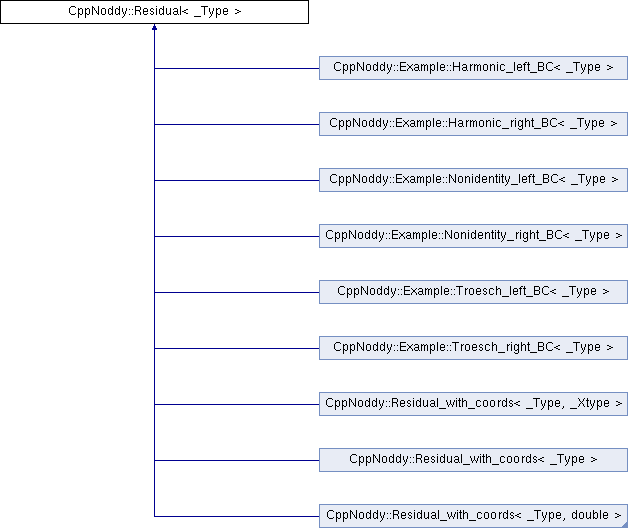 CppNoddy::Residual< _Type >
CppNoddy::Example::Harmonic_left_BC< _Type >
CppNoddy::Example::Harmonic_right_BC< _Type >
CppNoddy::Example::Nonidentity_left_BC< _Type >
CppNoddy::Example::Nonidentity_right_BC< _Type >
CppNoddy::Example::Troesch_left_BC< _Type >
CppNoddy::Example::Troesch_right_BC< _Type >
CppNoddy::Residual_with_coords< _Type, _Xtype >
CppNoddy::Residual_with_coords< _Type >
CppNoddy::Residual_with_coords< _Type, double >